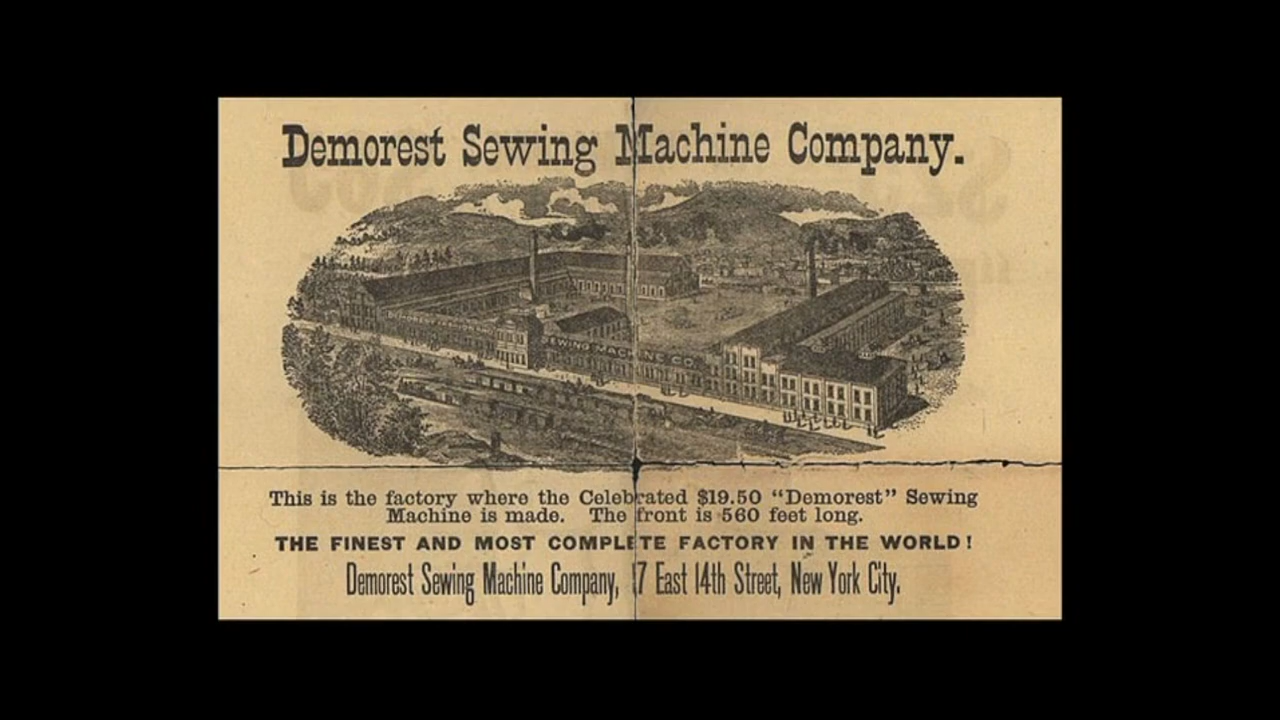 Demorest Sewing Machine Company.
SEWING MACHINE CO.
This is the factory where the Celebrated $19.50 “Demorest” Sewing
Machine is made. The front is 560 feet long.
THE FINEST AND MOST COMPLETE FACTORY IN THE WORLD!
Demorest Sewing Machine Company, 17 East 14th Street, New York City.